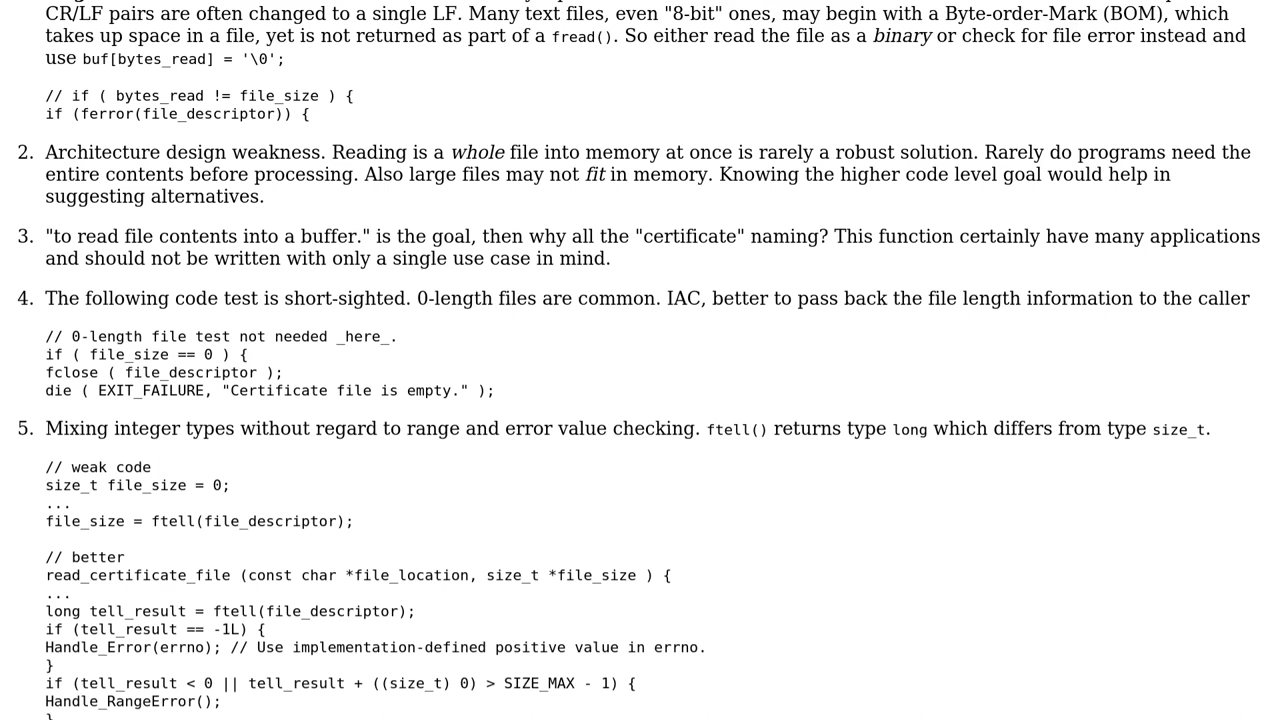 CR/LF pairs are often changed to a single LF. Many text files, even "8-bit" ones, may begin with a Byte-order-Mark (BOM), which
takes up space in a file, yet is not returned as part of a fread(). So either read the file as a binary or check for file error instead and
use buf[bytes_read] = '\0';
// if ( bytes_read != file_size ) {
if (ferror(file_descriptor)) {
2. Architecture design weakness. Reading is a whole file into memory at once is rarely a robust solution. Rarely do programs need the
entire contents before processing. Also large files may not fit in memory. Knowing the higher code level goal would help in
suggesting alternatives.
3. "to read file contents into a buffer." is the goal, then why all the "certificate" naming? This function certainly have many applications
and should not be written with only a single use case in mind.
4. The following code test is short-sighted. 0-length files are common. IAC, better to pass back the file length information to the caller
// 0-length file test not needed _here_.
if ( file_size == 0 ) {
fclose ( file_descriptor );
die ( EXIT_FAILURE, "Certificate file is empty." );
5. Mixing integer types without regard to range and error value checking. ftell() returns type long which differs from type size_t.
// weak code
size_t file_size = 0;
...
file_size = ftell(file_descriptor);
// better
read_certificate_file (const char *file_location, size_t *file_size ) {
...
long tell_result = ftell(file_descriptor);
if (tell_result == -1L) {
Handle_Error(errno); // Use implementation-defined positive value in errno.
}
if (tell_result < 0 || tell_result + ((size_t) 0) > SIZE_MAX - 1) {
Handle_RangeError();
}